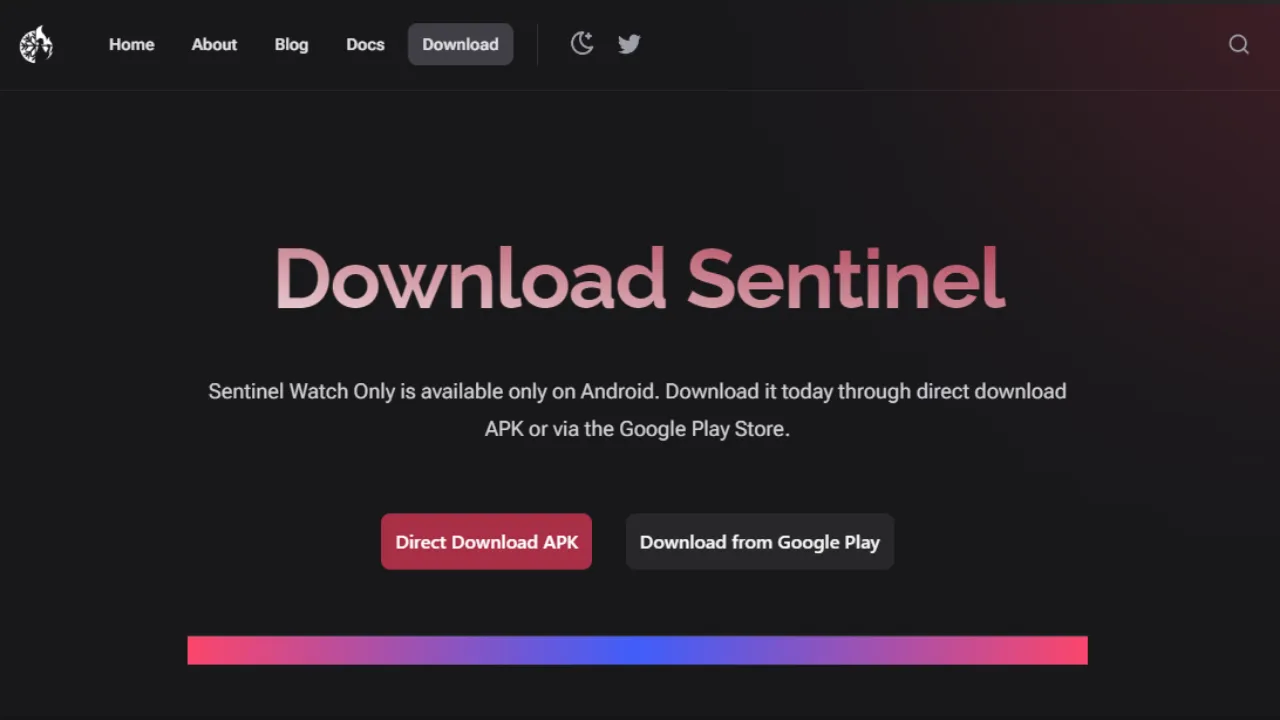 Home About Blog Docs Download
Download Sentinel
Sentinel Watch Only is available only on Android. Download it today through direct download
APK or via the Google Play Store.
Direct Download APK Download from Google Play